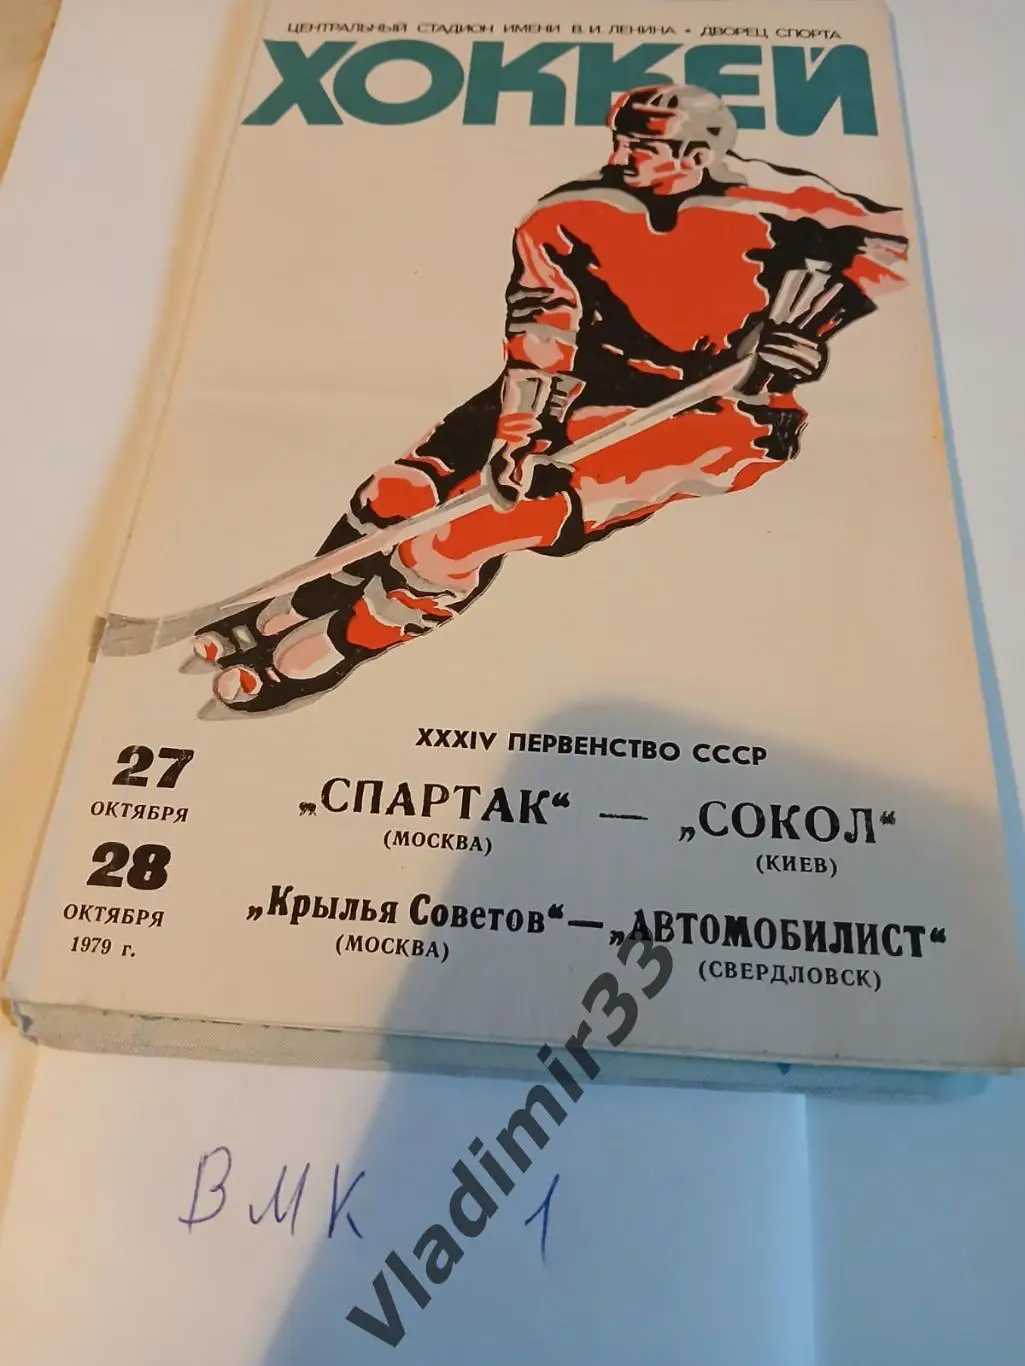 ЦЕНТРАЛЬНЫЙ СТАДИОН ИМЕНИ В. И. ЛЕНИНА • ДВОРЕЦ СПОРТА
ХОККЕЙ
XXXIV ПЕРВЕНСТВО СССР
27 ОКТЯБРЯ
„СПАРТАК“ — „СОКОЛ“
(МОСКВА) (КИЕВ)
28 ОКТЯБРЯ
1979 г.
„Крылья Советов“ — „АВТОМОБИЛИСТ“
(МОСКВА) (СВЕРДЛОВСК)
ВМК 1
Vladimir33